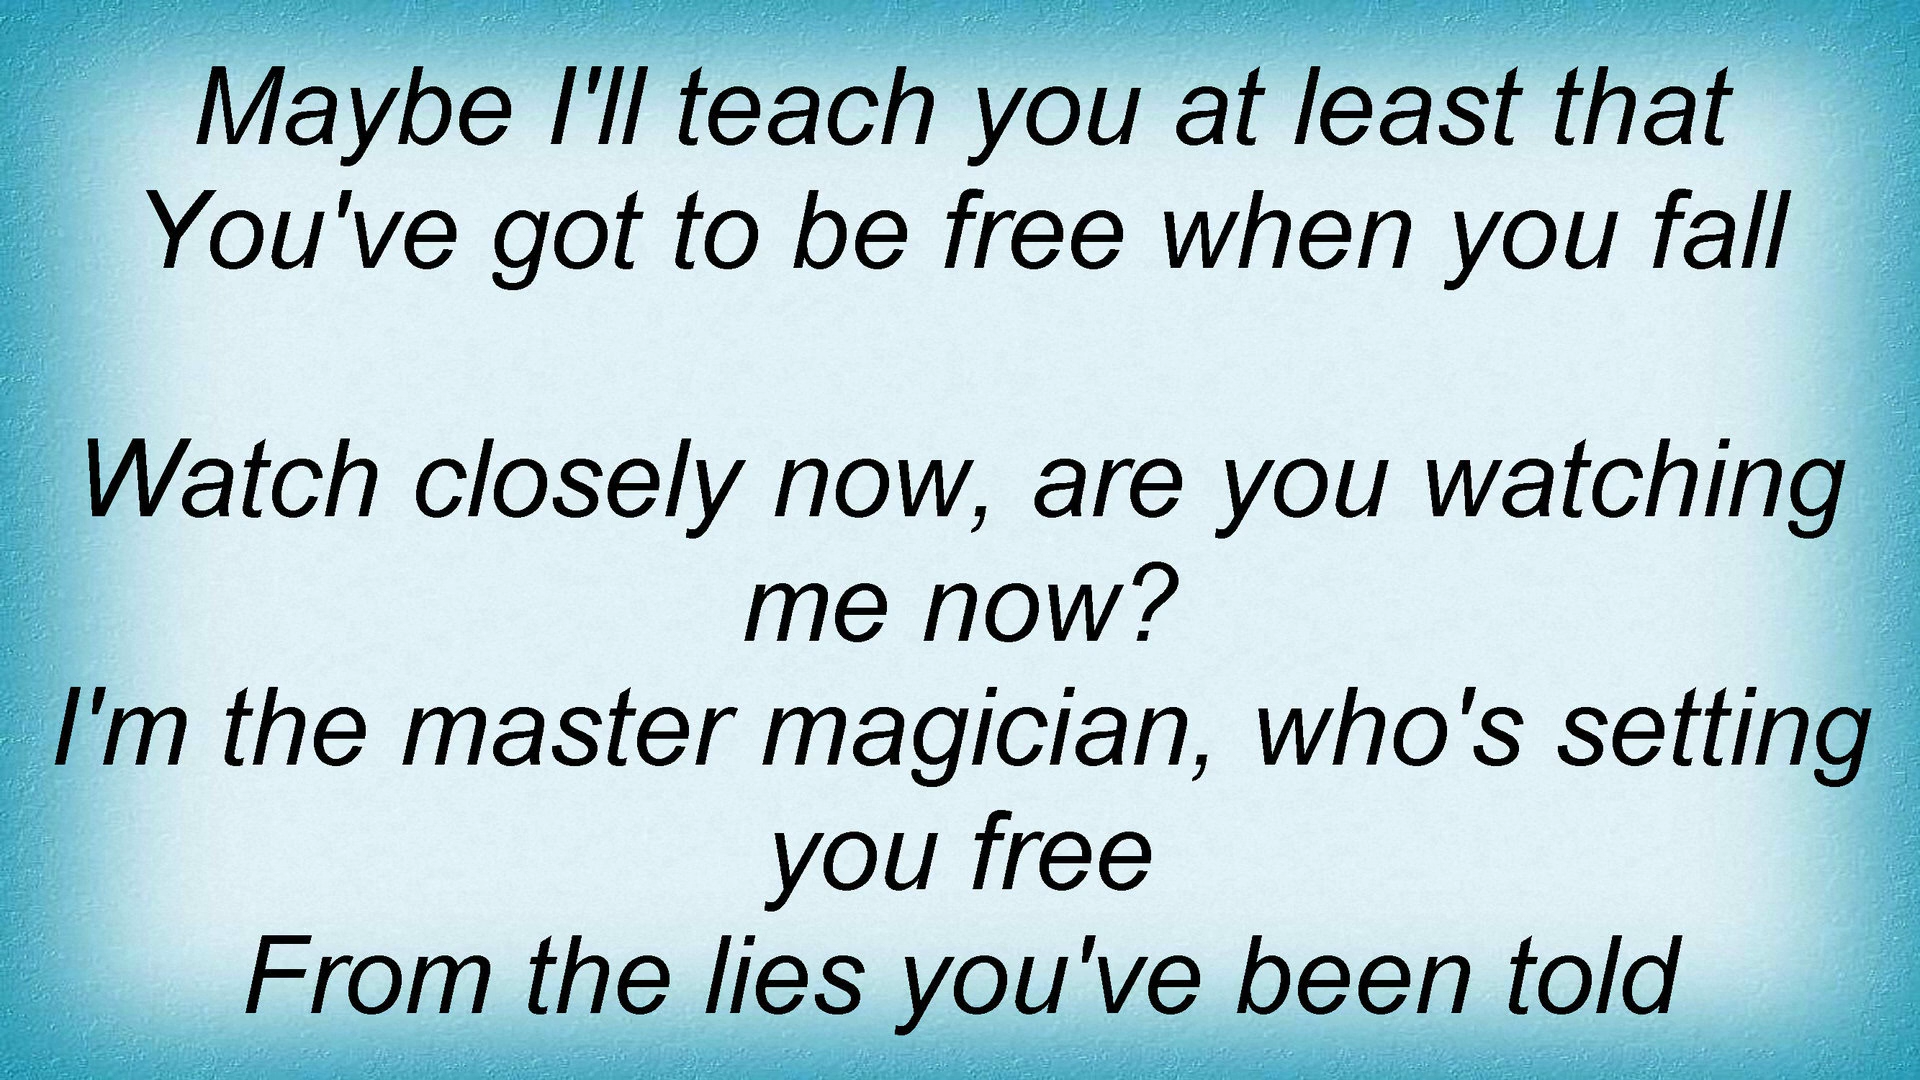 Maybe I'll teach you at least that
You've got to be free when you fall
Watch closely now, are you watching
me now?
I'm the master magician, who's setting
you free
From the lies you've been told